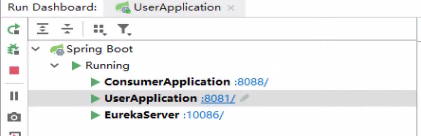 Run Dashboard: UserApplication ×
Spring Boot
Running
ConsumerApplication :8088/
UserApplication :8081/
EurekaServer :10086/